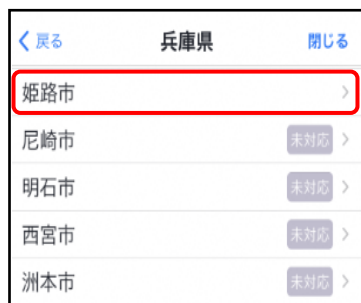 戻る 兵庫県 閉じる
姫路市
尼崎市 未対応
明石市 未対応
西宮市 未対応
洲本市 未対応